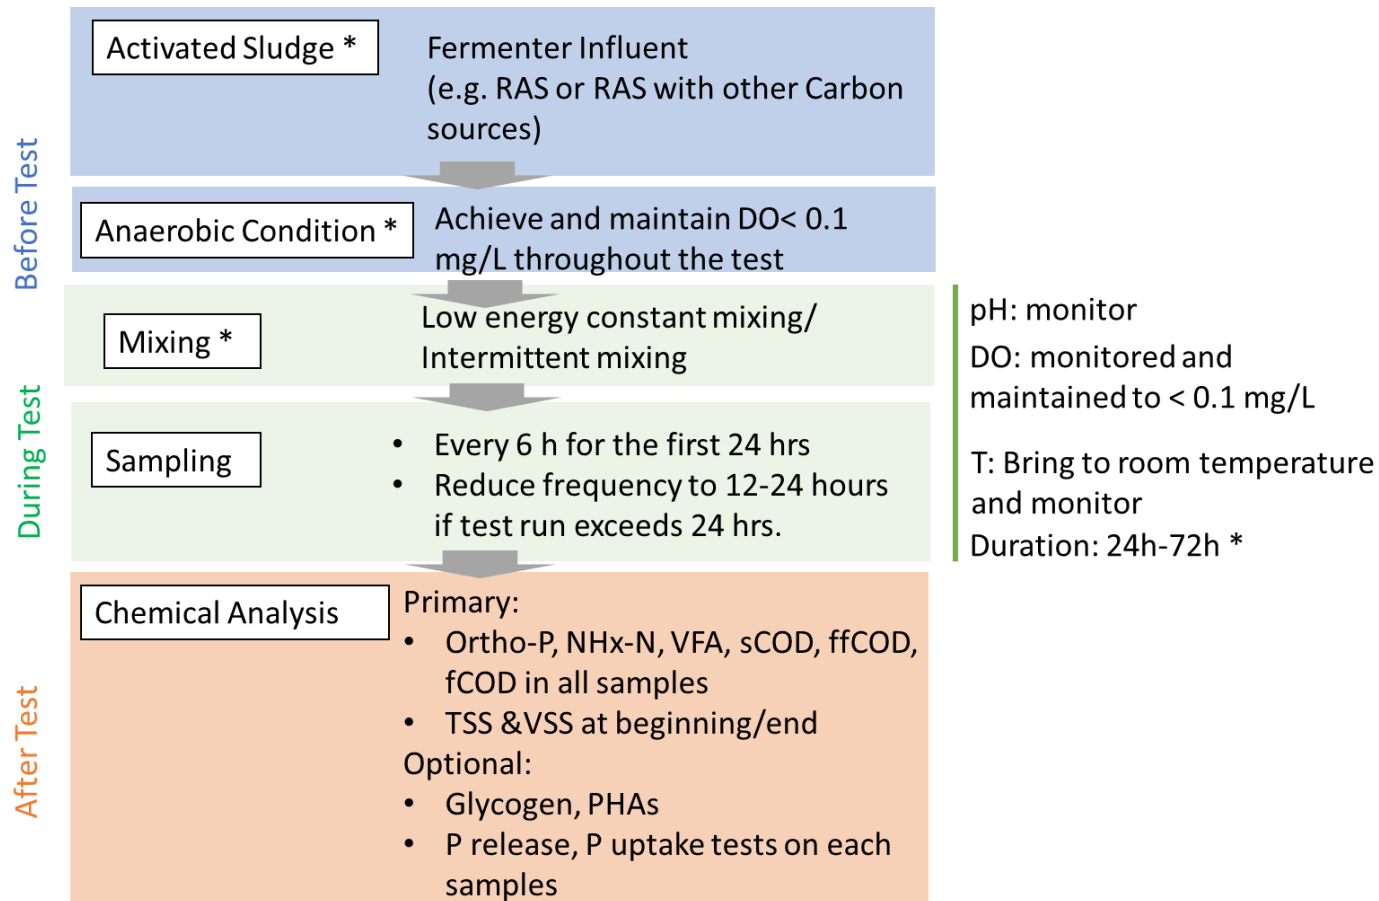 Before Test
Activated Sludge *
Fermenter Influent
(e.g. RAS or RAS with other Carbon
sources)
Anaerobic Condition *
Achieve and maintain DO< 0.1
mg/L throughout the test
During Test
Mixing *
Low energy constant mixing/
Intermittent mixing
Sampling
• Every 6 h for the first 24 hrs
• Reduce frequency to 12-24 hours
if test run exceeds 24 hrs.
pH: monitor
DO: monitored and
maintained to < 0.1 mg/L
T: Bring to room temperature
and monitor
Duration: 24h-72h *
After Test
Chemical Analysis
Primary:
• Ortho-P, NHx-N, VFA, sCOD, ffCOD,
fCOD in all samples
• TSS &VSS at beginning/end
Optional:
• Glycogen, PHAs
• P release, P uptake tests on each
samples